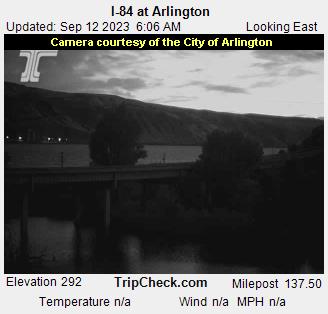 I-84 at Arlington
Updated: Sep 12 2023 6:06 AM Looking East
Camera courtesy of the City of Arlington
Elevation 292 TripCheck.com Milepost 137.50
Temperature n/a Wind n/a MPH n/a